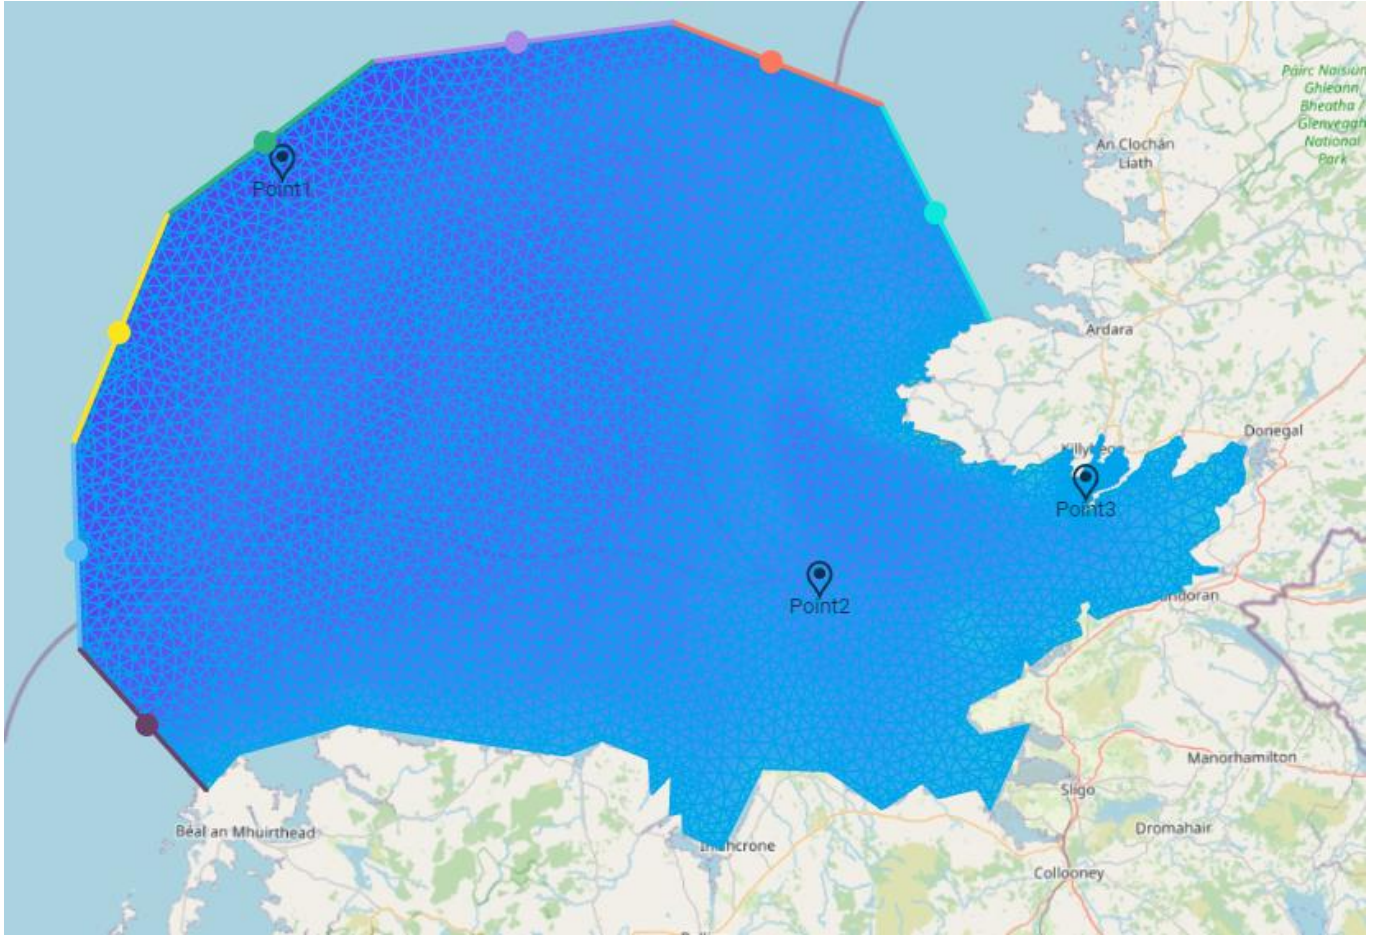 Páirc Naisiún
Ghleann
Bheatha /
Glenveagh
National
Park
An Clochán
Liath
Point1
Ardara
Donegal
Point3
Point2
Manorhamilton
Sligo
Béal an Mhuirthead
Dromahair
Collooney